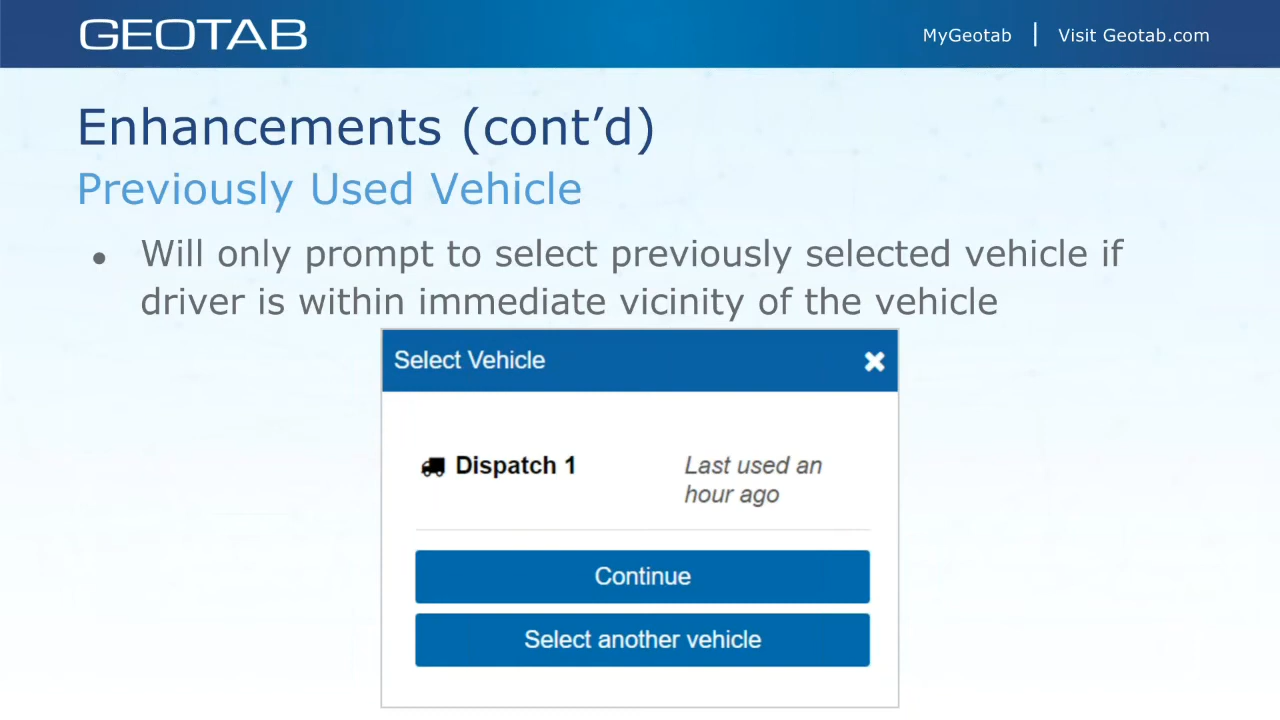 GEOTAB
MyGeotab | Visit Geotab.com
Enhancements (cont’d)
Previously Used Vehicle
● Will only prompt to select previously selected vehicle if
driver is within immediate vicinity of the vehicle
Select Vehicle
Dispatch 1
Last used an
hour ago
Continue
Select another vehicle